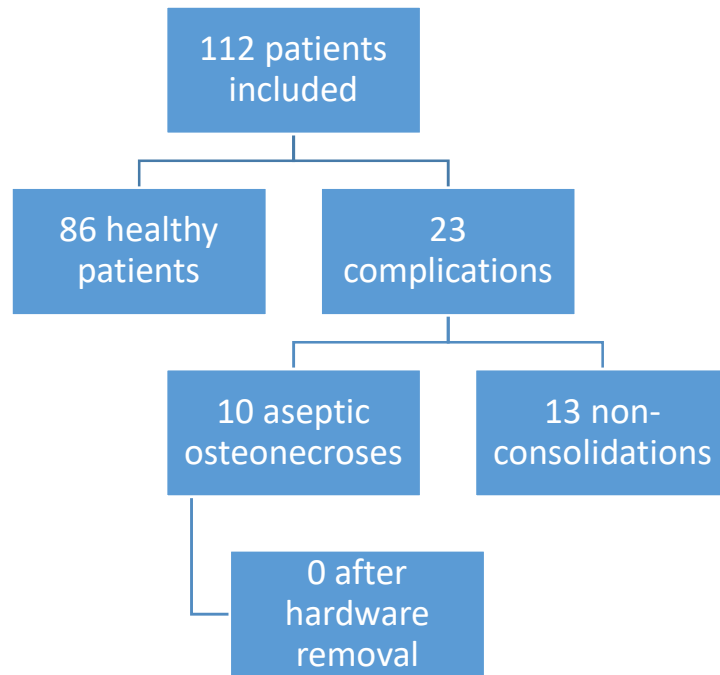 112 patients
included
86 healthy
patients
23
complications
10 aseptic
osteonecroses
13 non-
consolidations
0 after
hardware
removal